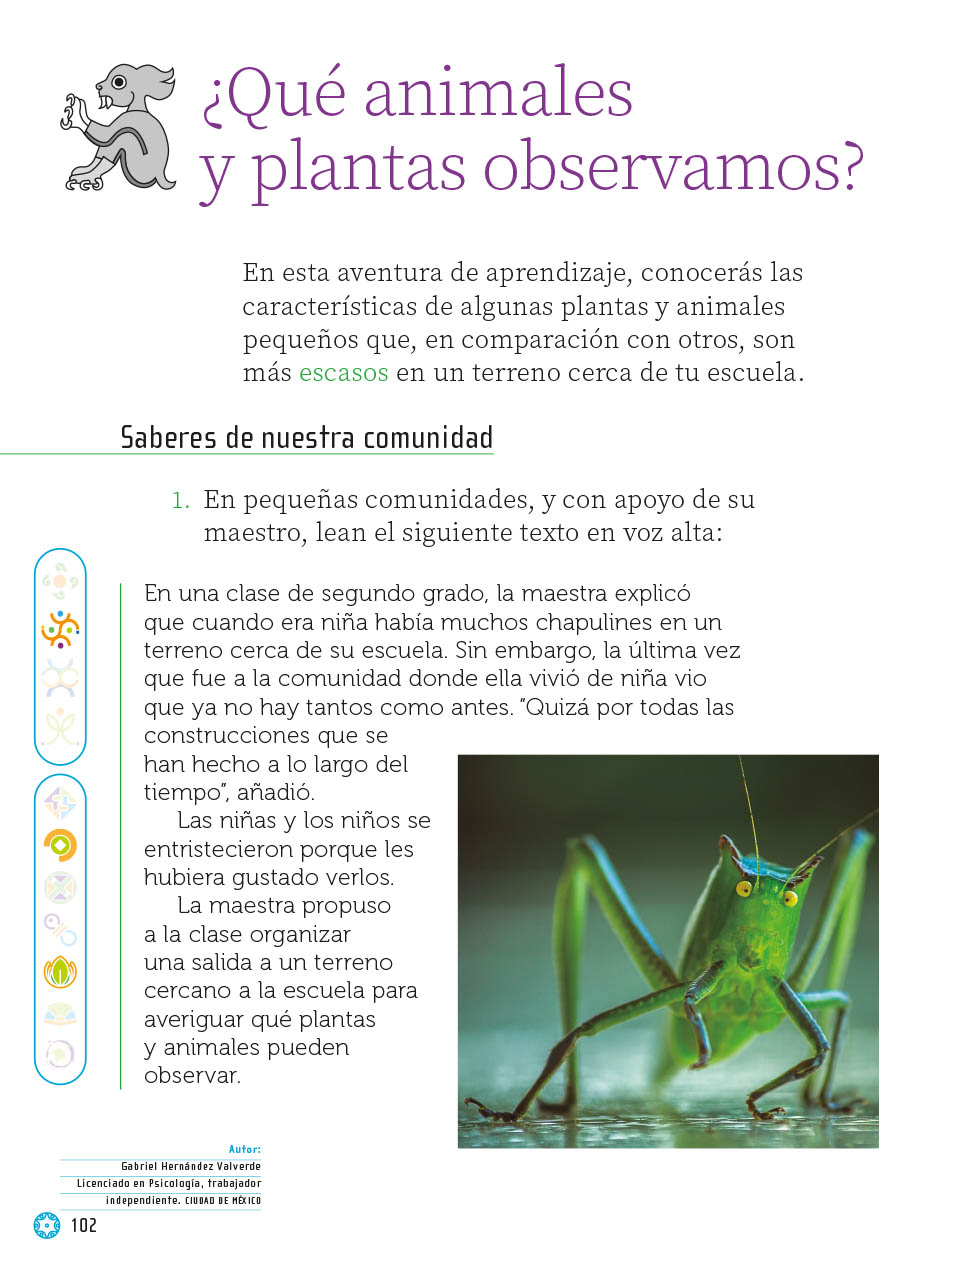 ¿Qué animales
y plantas observamos?
En esta aventura de aprendizaje, conocerás las
características de algunas plantas y animales
pequeños que, en comparación con otros, son
más escasos en un terreno cerca de tu escuela.
Saberes de nuestra comunidad
1. En pequeñas comunidades, y con apoyo de su
maestro, lean el siguiente texto en voz alta:
En una clase de segundo grado, la maestra explicó
que cuando era niña había muchos chapulines en un
terreno cerca de su escuela. Sin embargo, la última vez
que fue a la comunidad donde ella vivió de niña vio
que ya no hay tantos como antes. "Quizá por todas las
construcciones que se
han hecho a lo largo del
tiempo", añadió.
Las niñas y los niños se
entristecieron porque les
hubiera gustado verlos.
La maestra propuso
a la clase organizar
una salida a un terreno
cercano a la escuela para
averiguar qué plantas
y animales pueden
observar.
Autor:
Gabriel Hernández Valverde
Licenciado en Psicología, trabajador
independiente. CIUDAD DE MÉXICO
102